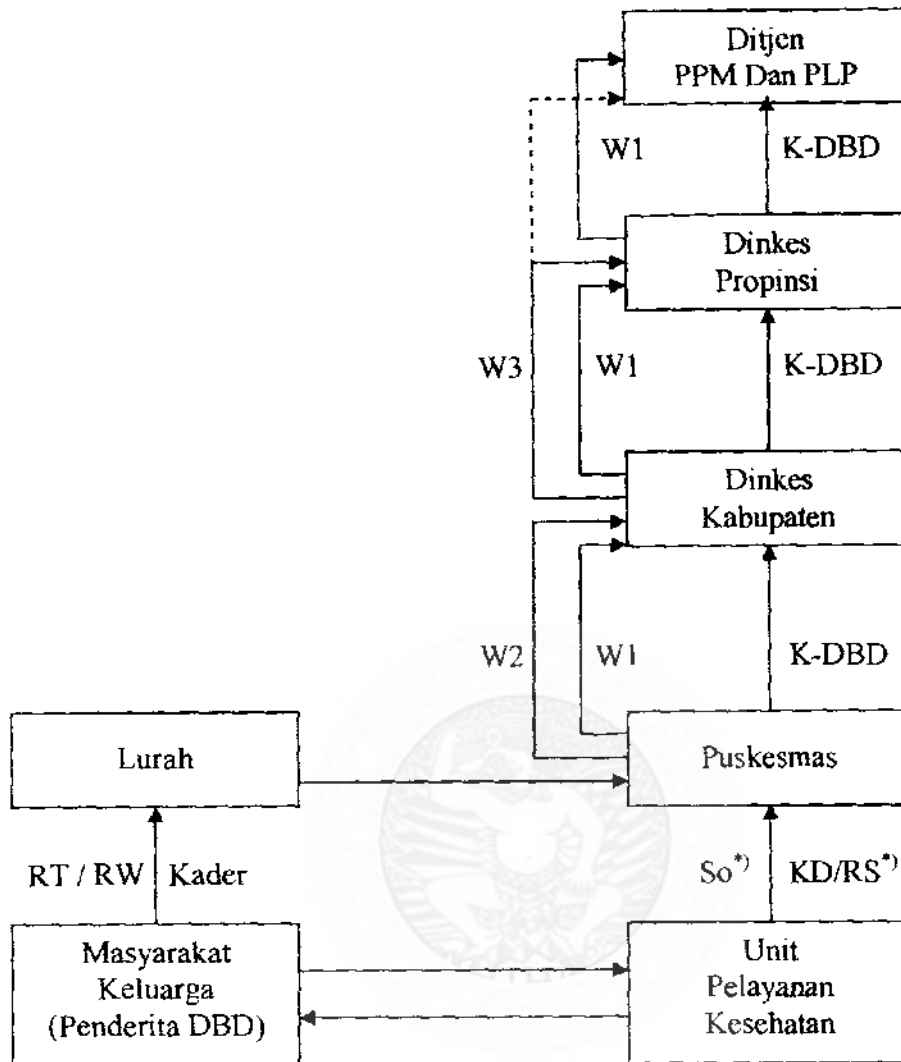 Ditjen
PPM Dan PLP
W1
K-DBD
Dinkes
Propinsi
W3
W1
K-DBD
Dinkes
Kabupaten
W2
W1
K-DBD
Lurah
Puskesmas
RT / RW
Kader
So*)
KD/RS*)
Masyarakat
Keluarga
(Penderita DBD)
Unit
Pelayanan
Kesehatan